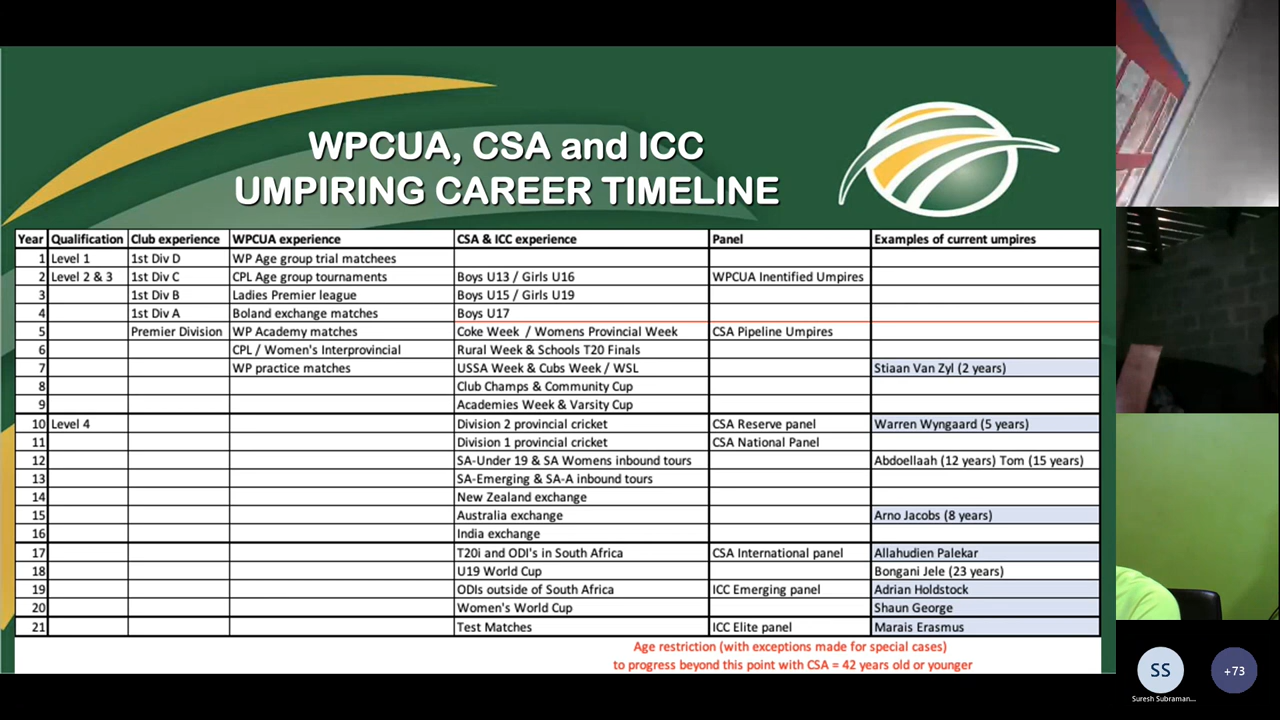 WPCUA, CSA and ICC
UMPIRING CAREER TIMELINE
Year Qualification Club experience WPCUA experience CSA & ICC experience Panel Examples of current umpires
1 Level 1 1st Div D WP Age group trial matchees
2 Level 2 & 3 1st Div C CPL Age group tournaments Boys U13 / Girls U16 WPCUA Inentified Umpires
3 1st Div B Ladies Premier league Boys U15 / Girls U19
4 1st Div A Boland exchange matches Boys U17
5 Premier Division WP Academy matches Coke Week / Womens Provincial Week CSA Pipeline Umpires
6 CPL / Women's Interprovincial Rural Week & Schools T20 Finals
7 WP practice matches USSA Week & Cubs Week / WSL Stiaan Van Zyl (2 years)
8 Club Champs & Community Cup
9 Academies Week & Varsity Cup
10 Level 4 Division 2 provincial cricket CSA Reserve panel Warren Wyngaard (5 years)
11 Division 1 provincial cricket CSA National Panel
12 SA-Under 19 & SA Womens inbound tours Abdoellaah (12 years) Tom (15 years)
13 SA-Emerging & SA-A inbound tours
14 New Zealand exchange
15 Australia exchange Arno Jacobs (8 years)
16 India exchange
17 T20i and ODI's in South Africa CSA International panel Allahudien Palekar
18 U19 World Cup Bongani Jele (23 years)
19 ODIs outside of South Africa ICC Emerging panel Adrian Holdstock
20 Women's World Cup Shaun George
21 Test Matches ICC Elite panel Marais Erasmus
Age restriction (with exceptions made for special cases)
to progress beyond this point with CSA = 42 years old or younger
SS +73
Suresh Subraman...